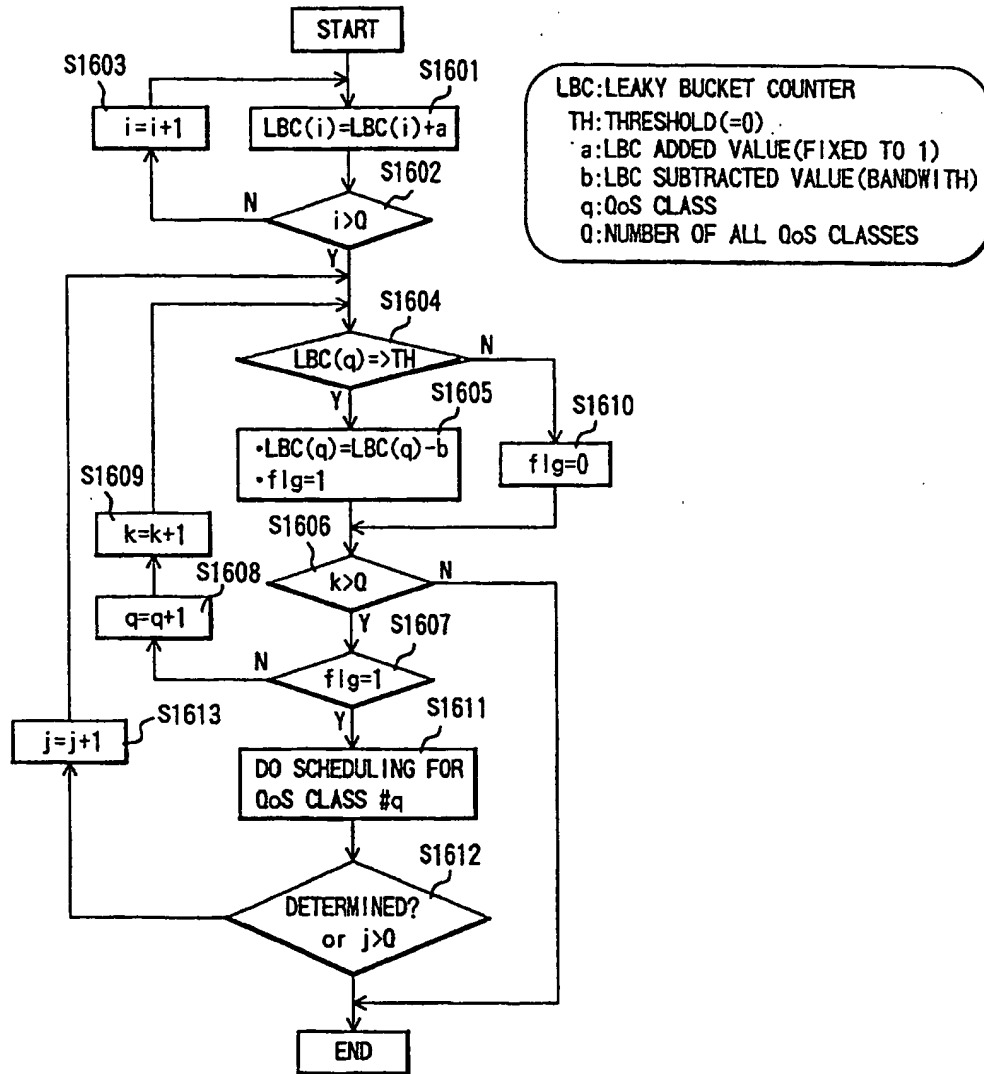 START
S1603
S1601
i=i+1
LBC(i)=LBC(i)+a
S1602
N
i>Q
Y
LBC:LEAKY BUCKET COUNTER
TH:THRESHOLD(=0)
a:LBC ADDED VALUE(FIXED TO 1)
b:LBC SUBTRACTED VALUE(BANDWITH)
q:QoS CLASS
Q:NUMBER OF ALL QoS CLASSES
S1604
LBC(q)=>TH
N
Y
S1605
S1610
•LBC(q)=LBC(q)-b
•flg=1
flg=0
S1609
k=k+1
S1606
k>Q
N
Y
S1608
q=q+1
S1607
N
flg=1
Y
S1613
j=j+1
S1611
DO SCHEDULING FOR
QoS CLASS #q
S1612
DETERMINED?
or j>Q
END